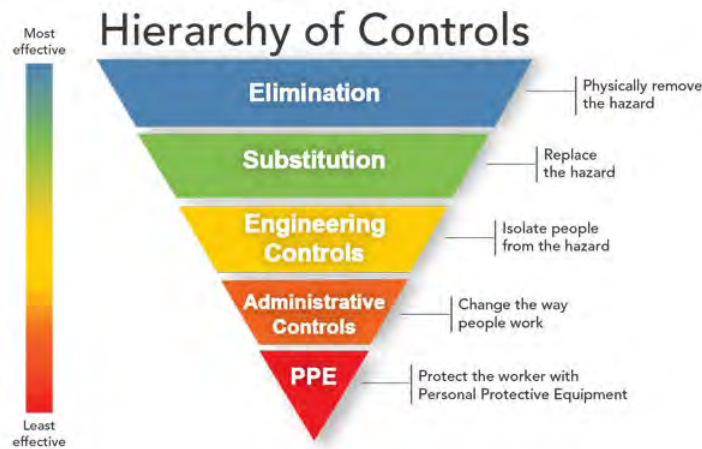 Hierarchy of Controls
Most
effective
Elimination
Physically remove
the hazard
Substitution
Replace
the hazard
Engineering
Controls
Isolate people
from the hazard
Administrative
Controls
Change the way
people work
PPE
Protect the worker with
Personal Protective Equipment
Least
effective